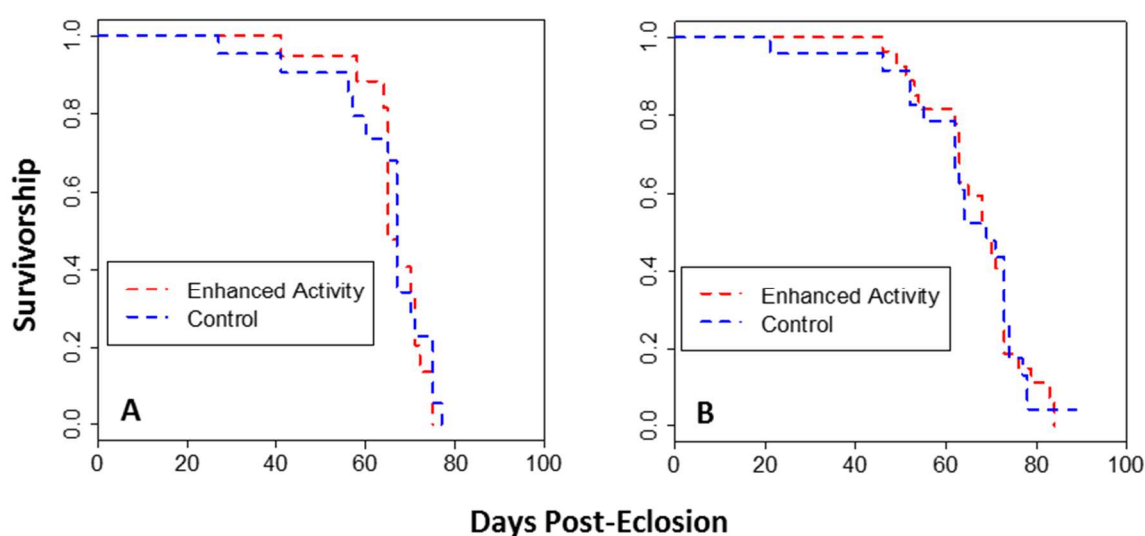 Survivorship
0.0 0.2 0.4 0.6 0.8 1.0
Enhanced Activity
Control
A
0 20 40 60 80 100
0.0 0.2 0.4 0.6 0.8 1.0
Enhanced Activity
Control
B
0 20 40 60 80 100
Days Post-Eclosion